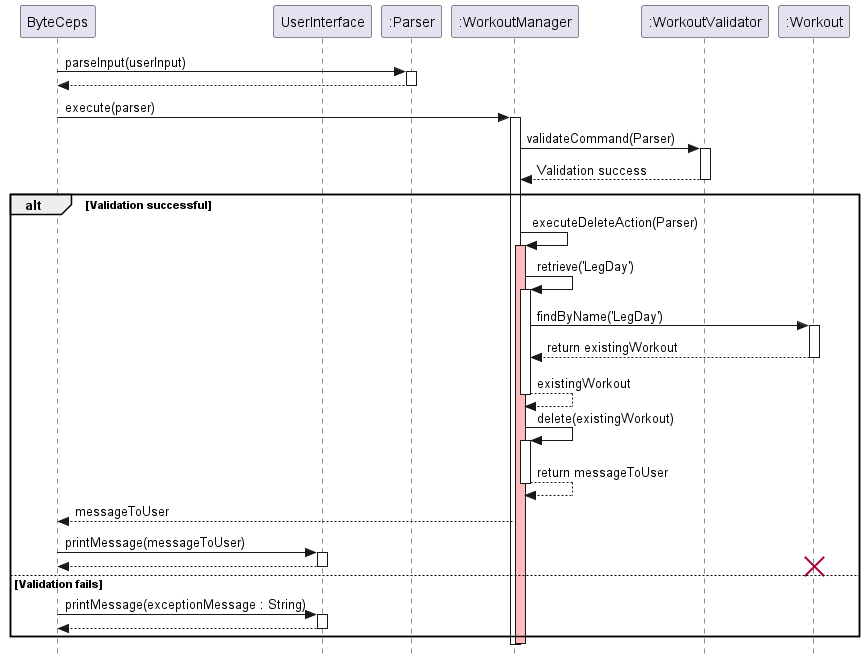 ByteCeps
UserInterface
:Parser
:WorkoutManager
:WorkoutValidator
:Workout
parseInput(userInput)
execute(parser)
validateCommand(Parser)
Validation success
alt
[Validation successful]
executeDeleteAction(Parser)
retrieve('LegDay')
findByName('LegDay')
return existingWorkout
existingWorkout
delete(existingWorkout)
return messageToUser
messageToUser
printMessage(messageToUser)
[Validation fails]
printMessage(exceptionMessage : String)